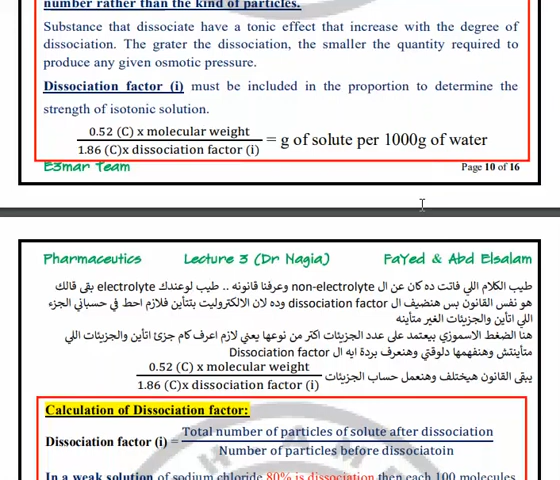 number rather than the kind of particles.
Substance that dissociate have a tonic effect that increase with the degree of
dissociation. The grater the dissociation, the smaller the quantity required to
produce any given osmotic pressure.
Dissociation factor (i) must be included in the proportion to determine the
strength of isotonic solution.
0.52 (C) x molecular weight
1.86 (C)x dissociation factor (i) = g of solute per 1000g of water
E3mar Team Page 10 of 16
Pharmaceutics Lecture 3 (Dr Nagia) FaYed & Abd Elsalam
طيب الكلام اللي فاتت ده كان عن ال non-electrolyte وعرفنا قانونه .. طيب لوعندك electrolyte بقى قالك
هو نفس القانون بس هنضيف ال dissociation factor وده لان الالكتروليت بتتأين فلازم احط في حسباني الجزء
اللي اتأين والجزيئات الغير متأينه
هنا الضغط الاسموزي بيعتمد على عدد الجزيئات اكتر من نوعها يعني لازم اعرف كام جزئ اتأين والجزيئات اللي
متأينتش وهنفهمها دلوقتي وهنعرف بردة ايه ال Dissociation factor
يبقى القانون هيختلف وهنعمل حساب الجزيئات
0.52 (C) x molecular weight
1.86 (C)x dissociation factor (i)
Calculation of Dissociation factor:
Dissociation factor (i) = Total number of particles of solute after dissociation
Number of particles before dissociatoin
In a weak solution of sodium chloride 80% is dissociation then each 100 molecules